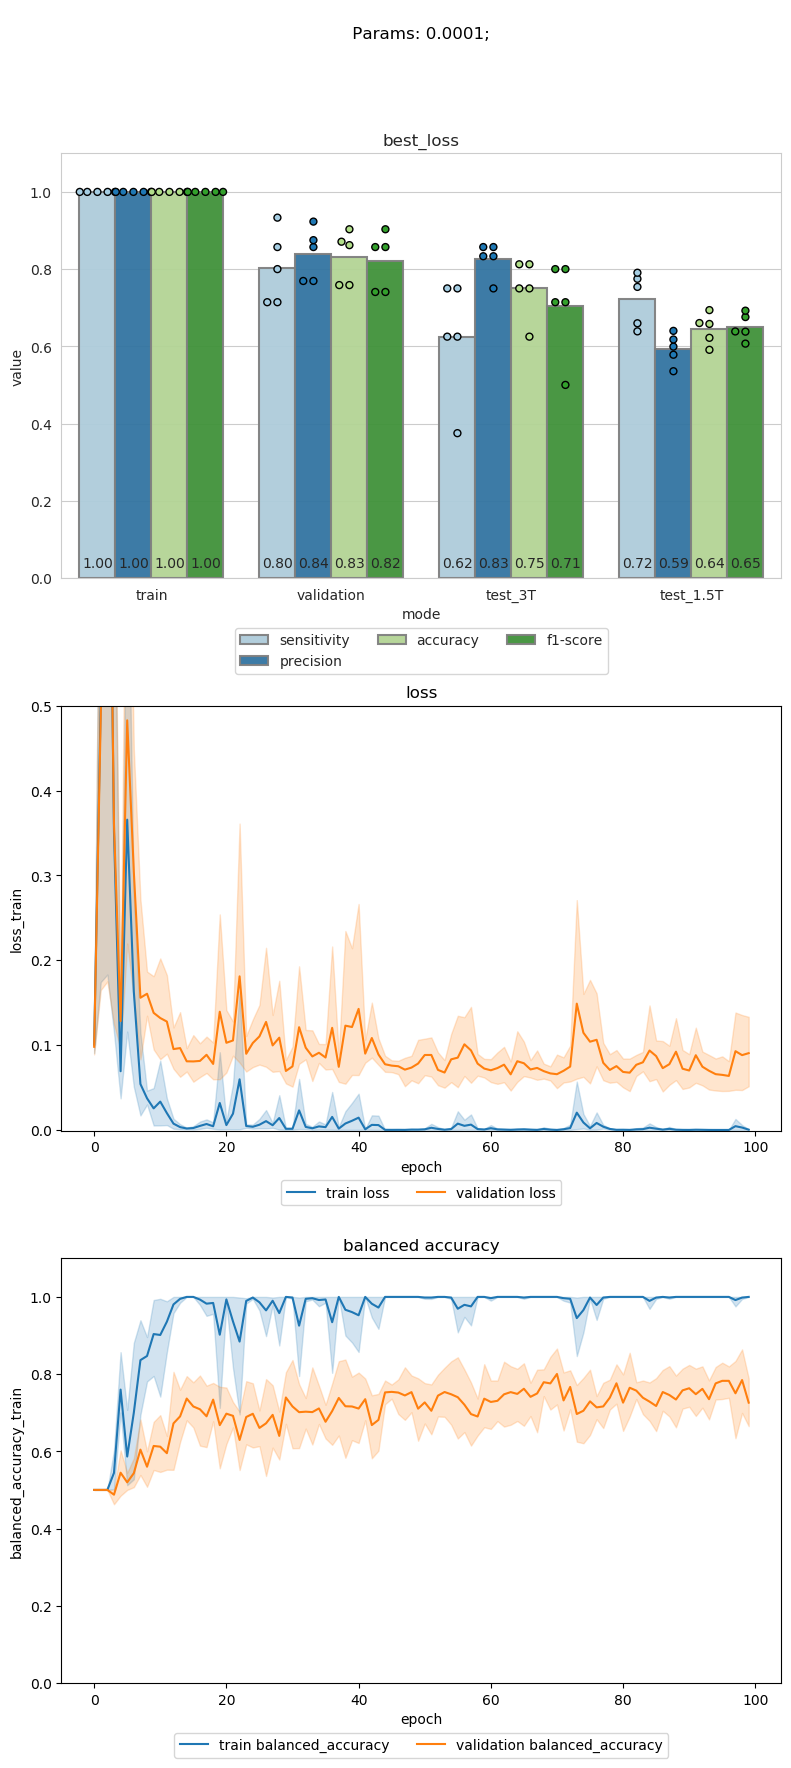 Params: 0.0001;
best_loss
1.0
0.8
0.6
0.4
0.2
0.0
value
1.00 1.00 1.00 1.00 0.80 0.84 0.83 0.82 0.62 0.83 0.75 0.71 0.72 0.59 0.64 0.65
train validation test_3T test_1.5T
mode
sensitivity accuracy f1-score
precision
loss
0.5
0.4
0.3
0.2
0.1
0.0
loss_train
0 20 40 60 80 100
epoch
train loss validation loss
balanced accuracy
1.0
0.8
0.6
0.4
0.2
0.0
balanced_accuracy_train
0 20 40 60 80 100
epoch
train balanced_accuracy validation balanced_accuracy